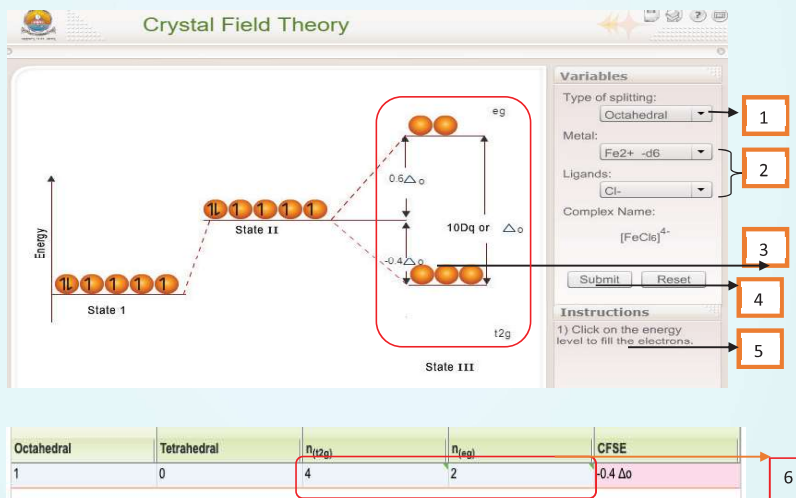 Crystal Field Theory
Variables
Type of splitting:
Octahedral
1
Metal:
Fe2+ -d6
2
Ligands:
Cl-
Complex Name:
[FeCl6]4-
3
Submit Reset
4
Instructions
1) Click on the energy
level to fill the electrons.
5
Energy
State 1
State II
eg
0.6△o
10Dq or △o
-0.4△o
t2g
State III
Octahedral Tetrahedral n(t2g) n(eg) CFSE
1 0 4 2 -0.4 Δo
6